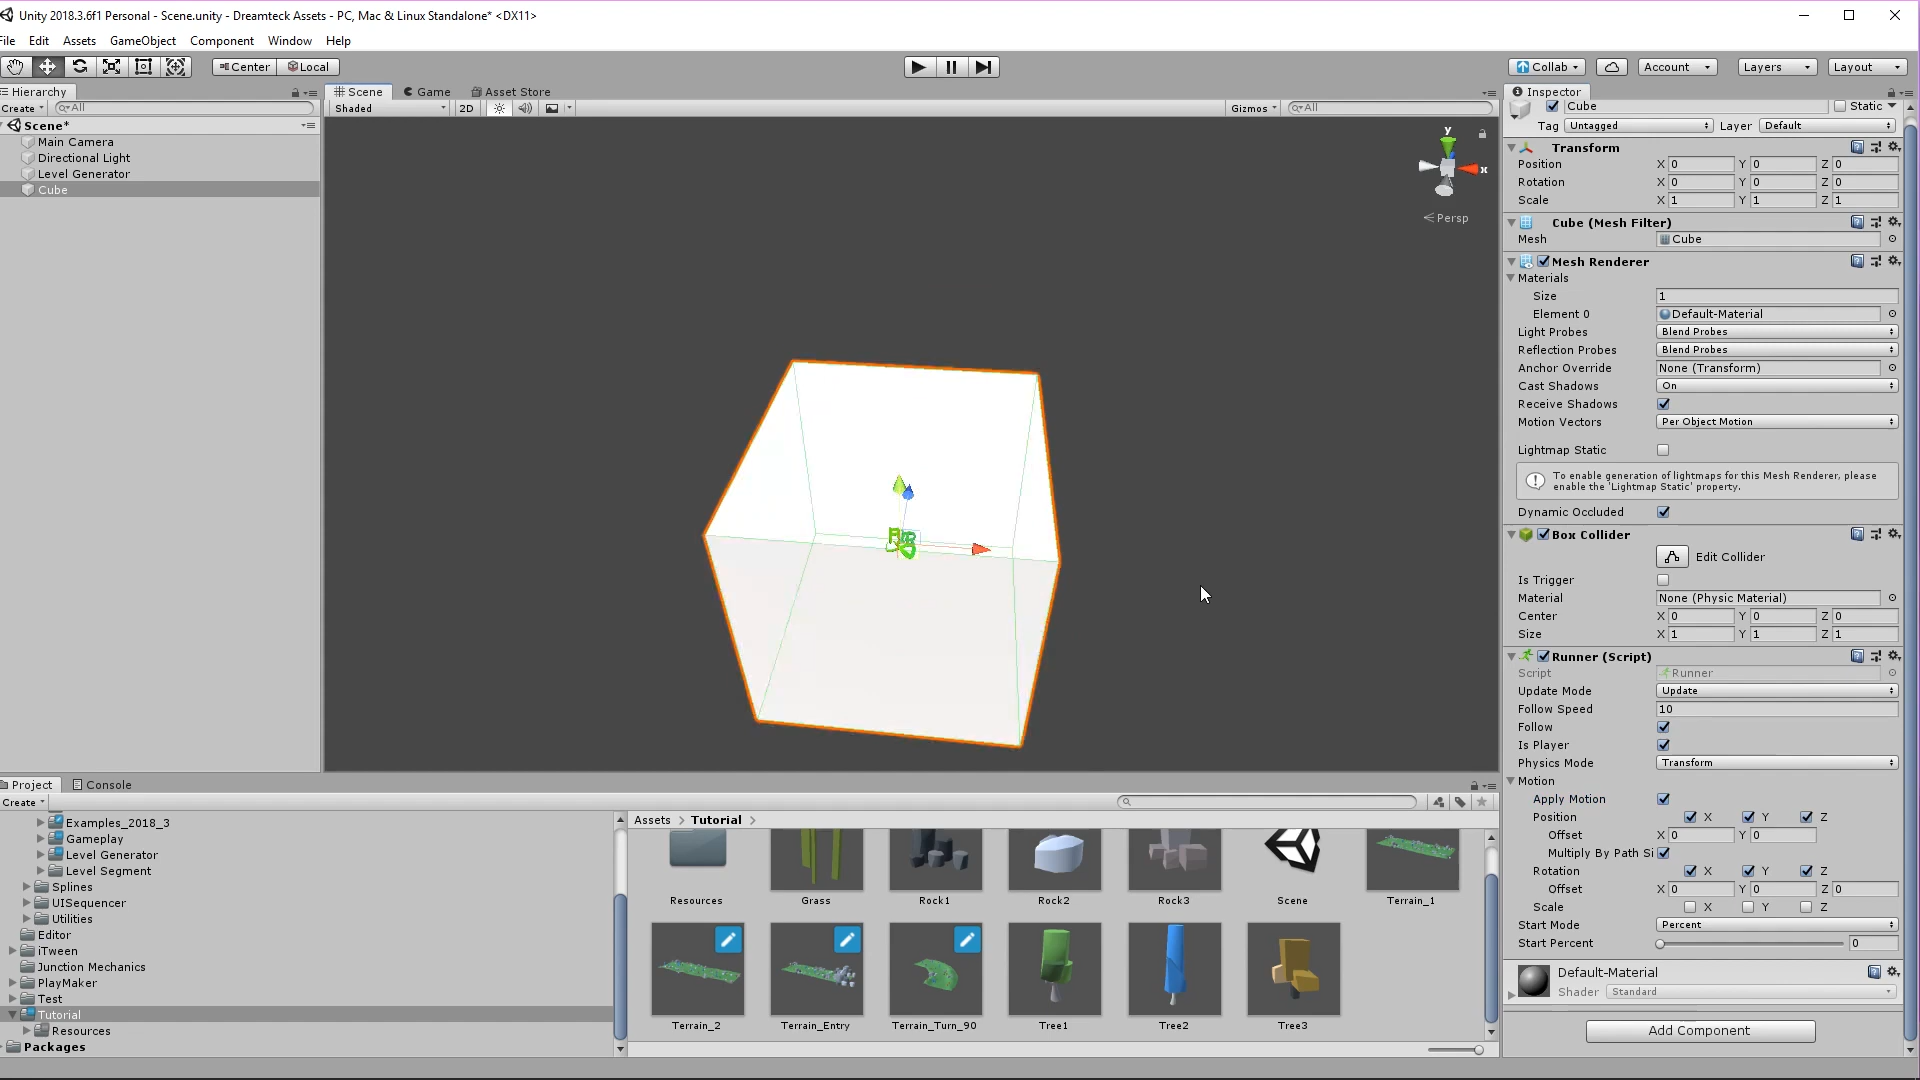 Unity 2018.3.6f1 Personal - Scene.unity - Dreamteck Assets - PC, Mac & Linux Standalone* <DX11>
File Edit Assets GameObject Component Window Help
Center Local Collab Account Layers Layout
Hierarchy
Create All
Scene*
Main Camera
Directional Light
Level Generator
Cube
Scene Game Asset Store
Shaded 2D Gizmos All
y
x
Persp
Inspector
Cube Static
Tag Untagged Layer Default
Transform
Position X 0 Y 0 Z 0
Rotation X 0 Y 0 Z 0
Scale X 1 Y 1 Z 1
Cube (Mesh Filter)
Mesh Cube
Mesh Renderer
Materials
Size 1
Element 0 Default-Material
Light Probes Blend Probes
Reflection Probes Blend Probes
Anchor Override None (Transform)
Cast Shadows On
Receive Shadows
Motion Vectors Per Object Motion
Lightmap Static
To enable generation of lightmaps for this Mesh Renderer, please
enable the 'Lightmap Static' property.
Dynamic Occluded
Box Collider
Edit Collider
Is Trigger
Material None (Physic Material)
Center X 0 Y 0 Z 0
Size X 1 Y 1 Z 1
Runner (Script)
Script Runner
Update Mode Update
Follow Speed 10
Follow
Is Player
Physics Mode Transform
Motion
Apply Motion
Position X Y Z
Offset X 0 Y 0
Multiply By Path Si
Rotation X Y Z
Offset X 0 Y 0 Z 0
Scale X Y Z
Start Mode Percent
Start Percent 0
Default-Material
Shader Standard
Add Component
Project Console
Create
Examples_2018_3
Gameplay
Level Generator
Level Segment
Splines
UISequencer
Utilities
Editor
iTween
Junction Mechanics
PlayMaker
Test
Tutorial
Resources
Packages
Assets > Tutorial >
Resources Grass Rock1 Rock2 Rock3 Scene Terrain_1
Terrain_2 Terrain_Entry Terrain_Turn_90 Tree1 Tree2 Tree3